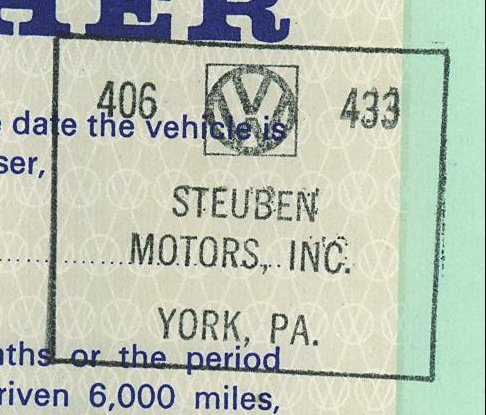 HER
406 433
e date the vehicle is
ser,
STEUBEN
MOTORS, INC.
YORK, PA.
nths or the period
riven 6,000 miles,